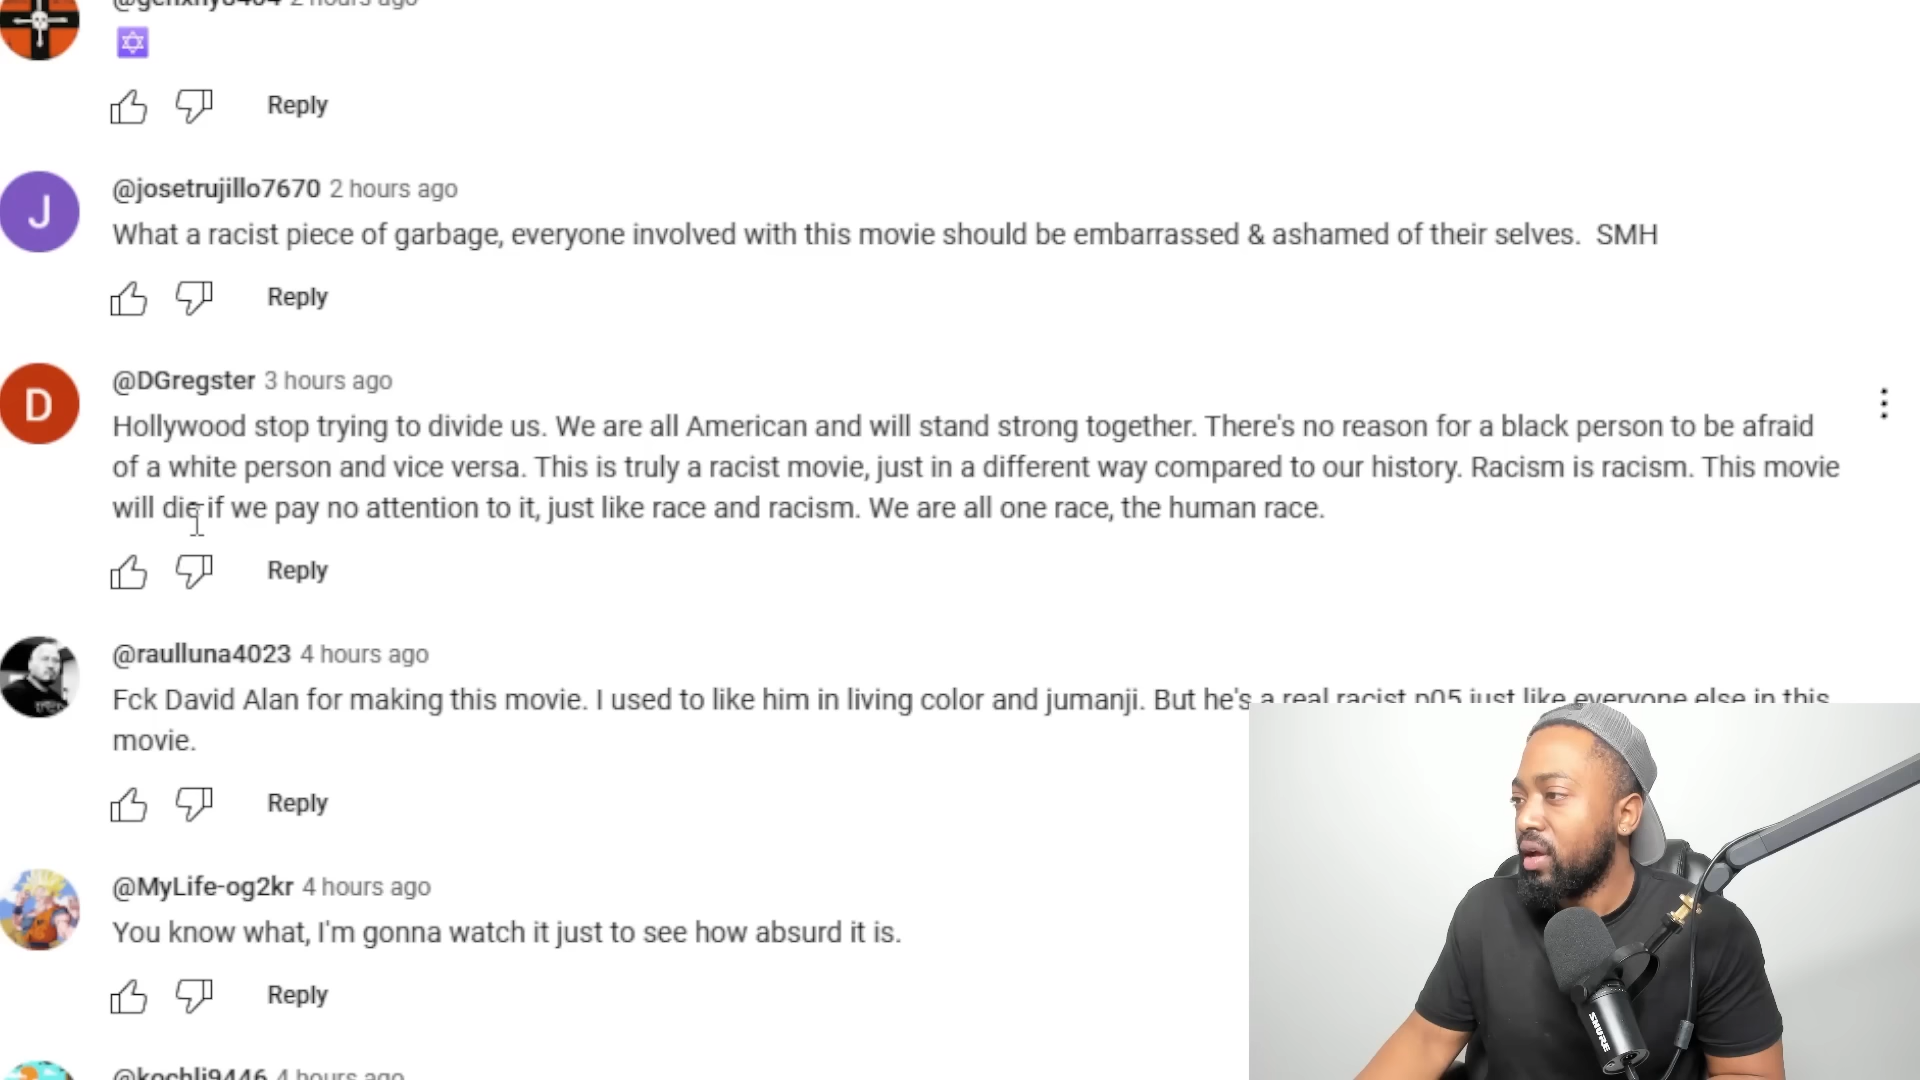 2 hours ago
@josetrujillo7670 2 hours ago
What a racist piece of garbage, everyone involved with this movie should be embarrassed & ashamed of their selves.  SMH
Reply
Reply
@DGregster 3 hours ago
Hollywood stop trying to divide us. We are all American and will stand strong together. There's no reason for a black person to be afraid
of a white person and vice versa. This is truly a racist movie, just in a different way compared to our history. Racism is racism. This movie
will die if we pay no attention to it, just like race and racism. We are all one race, the human race.
Reply
@raulluna4023 4 hours ago
Fck David Alan for making this movie. I used to like him in living color and jumanji. But he's a real racist p05 just like everyone else in this
movie.
Reply
@MyLife-og2kr 4 hours ago
You know what, I'm gonna watch it just to see how absurd it is.
Reply
@kochli9446 4 hours ago
J
D
SHURE